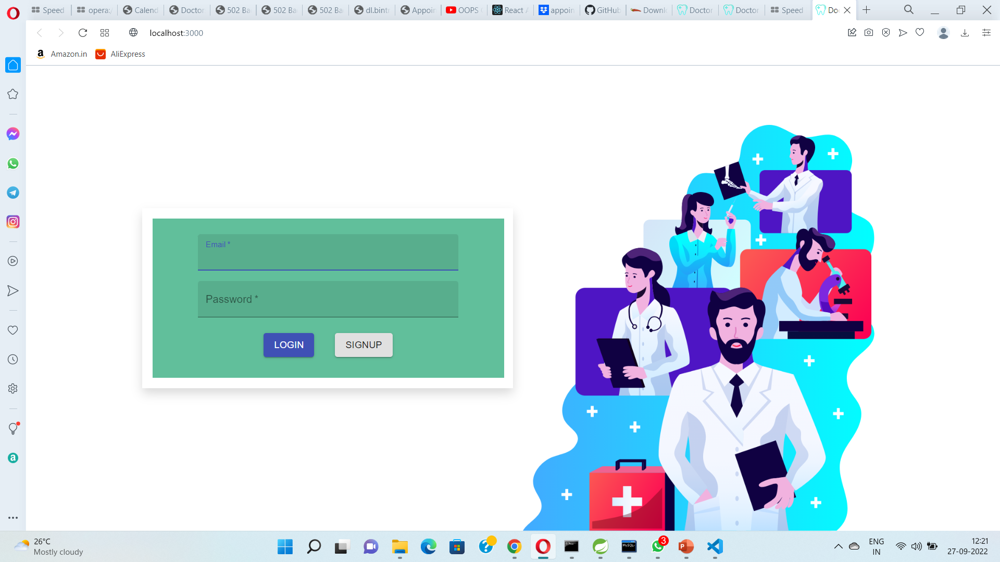 Speed
opera:/
Calend
Doctor
502 Ba
502 Ba
502 Ba
dl.bintr
Appoin
OOPS
React A
appoin
GitHub
Downl
Doctor
Doctor
Speed
Do
localhost:3000
a Amazon.in
AliExpress
Email *
Password *
LOGIN
SIGNUP
a
26°C
Mostly cloudy
MySQL
3
P
ENG
IN
12:21
27-09-2022